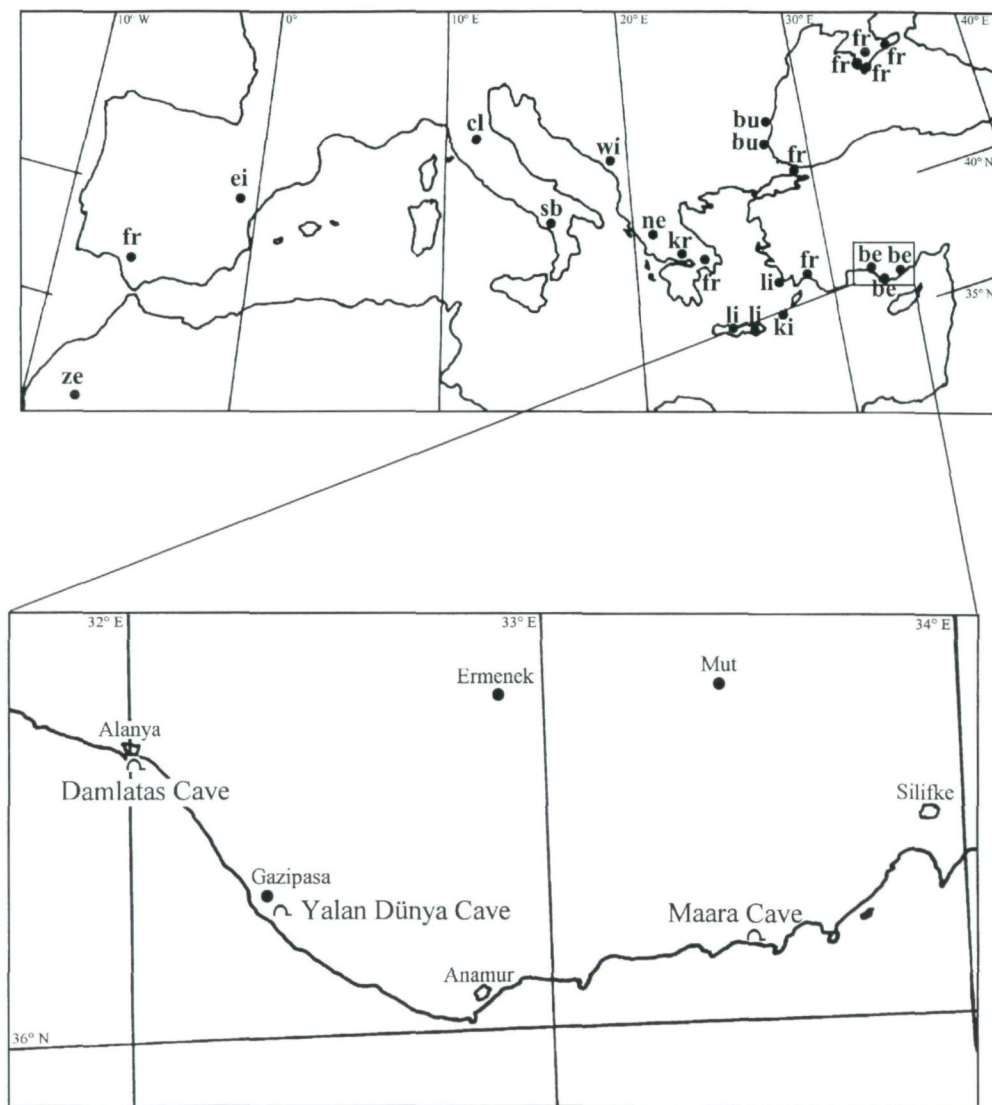 10° W
0°
10° E
20° E
30° E
40° E
fr
fr
fr
fr
bu
cl
wi
bu
40° N
fr
ei
sb
ne
kr
be be
fr
fr
fr
li
be
35° N
li li
ki
ze
32° E
33° E
34° E
Ermenek
Mut
Alanya
Damlatas Cave
Silifke
Gazipasa
Yalan Dünya Cave
Maara Cave
Anamur
36° N